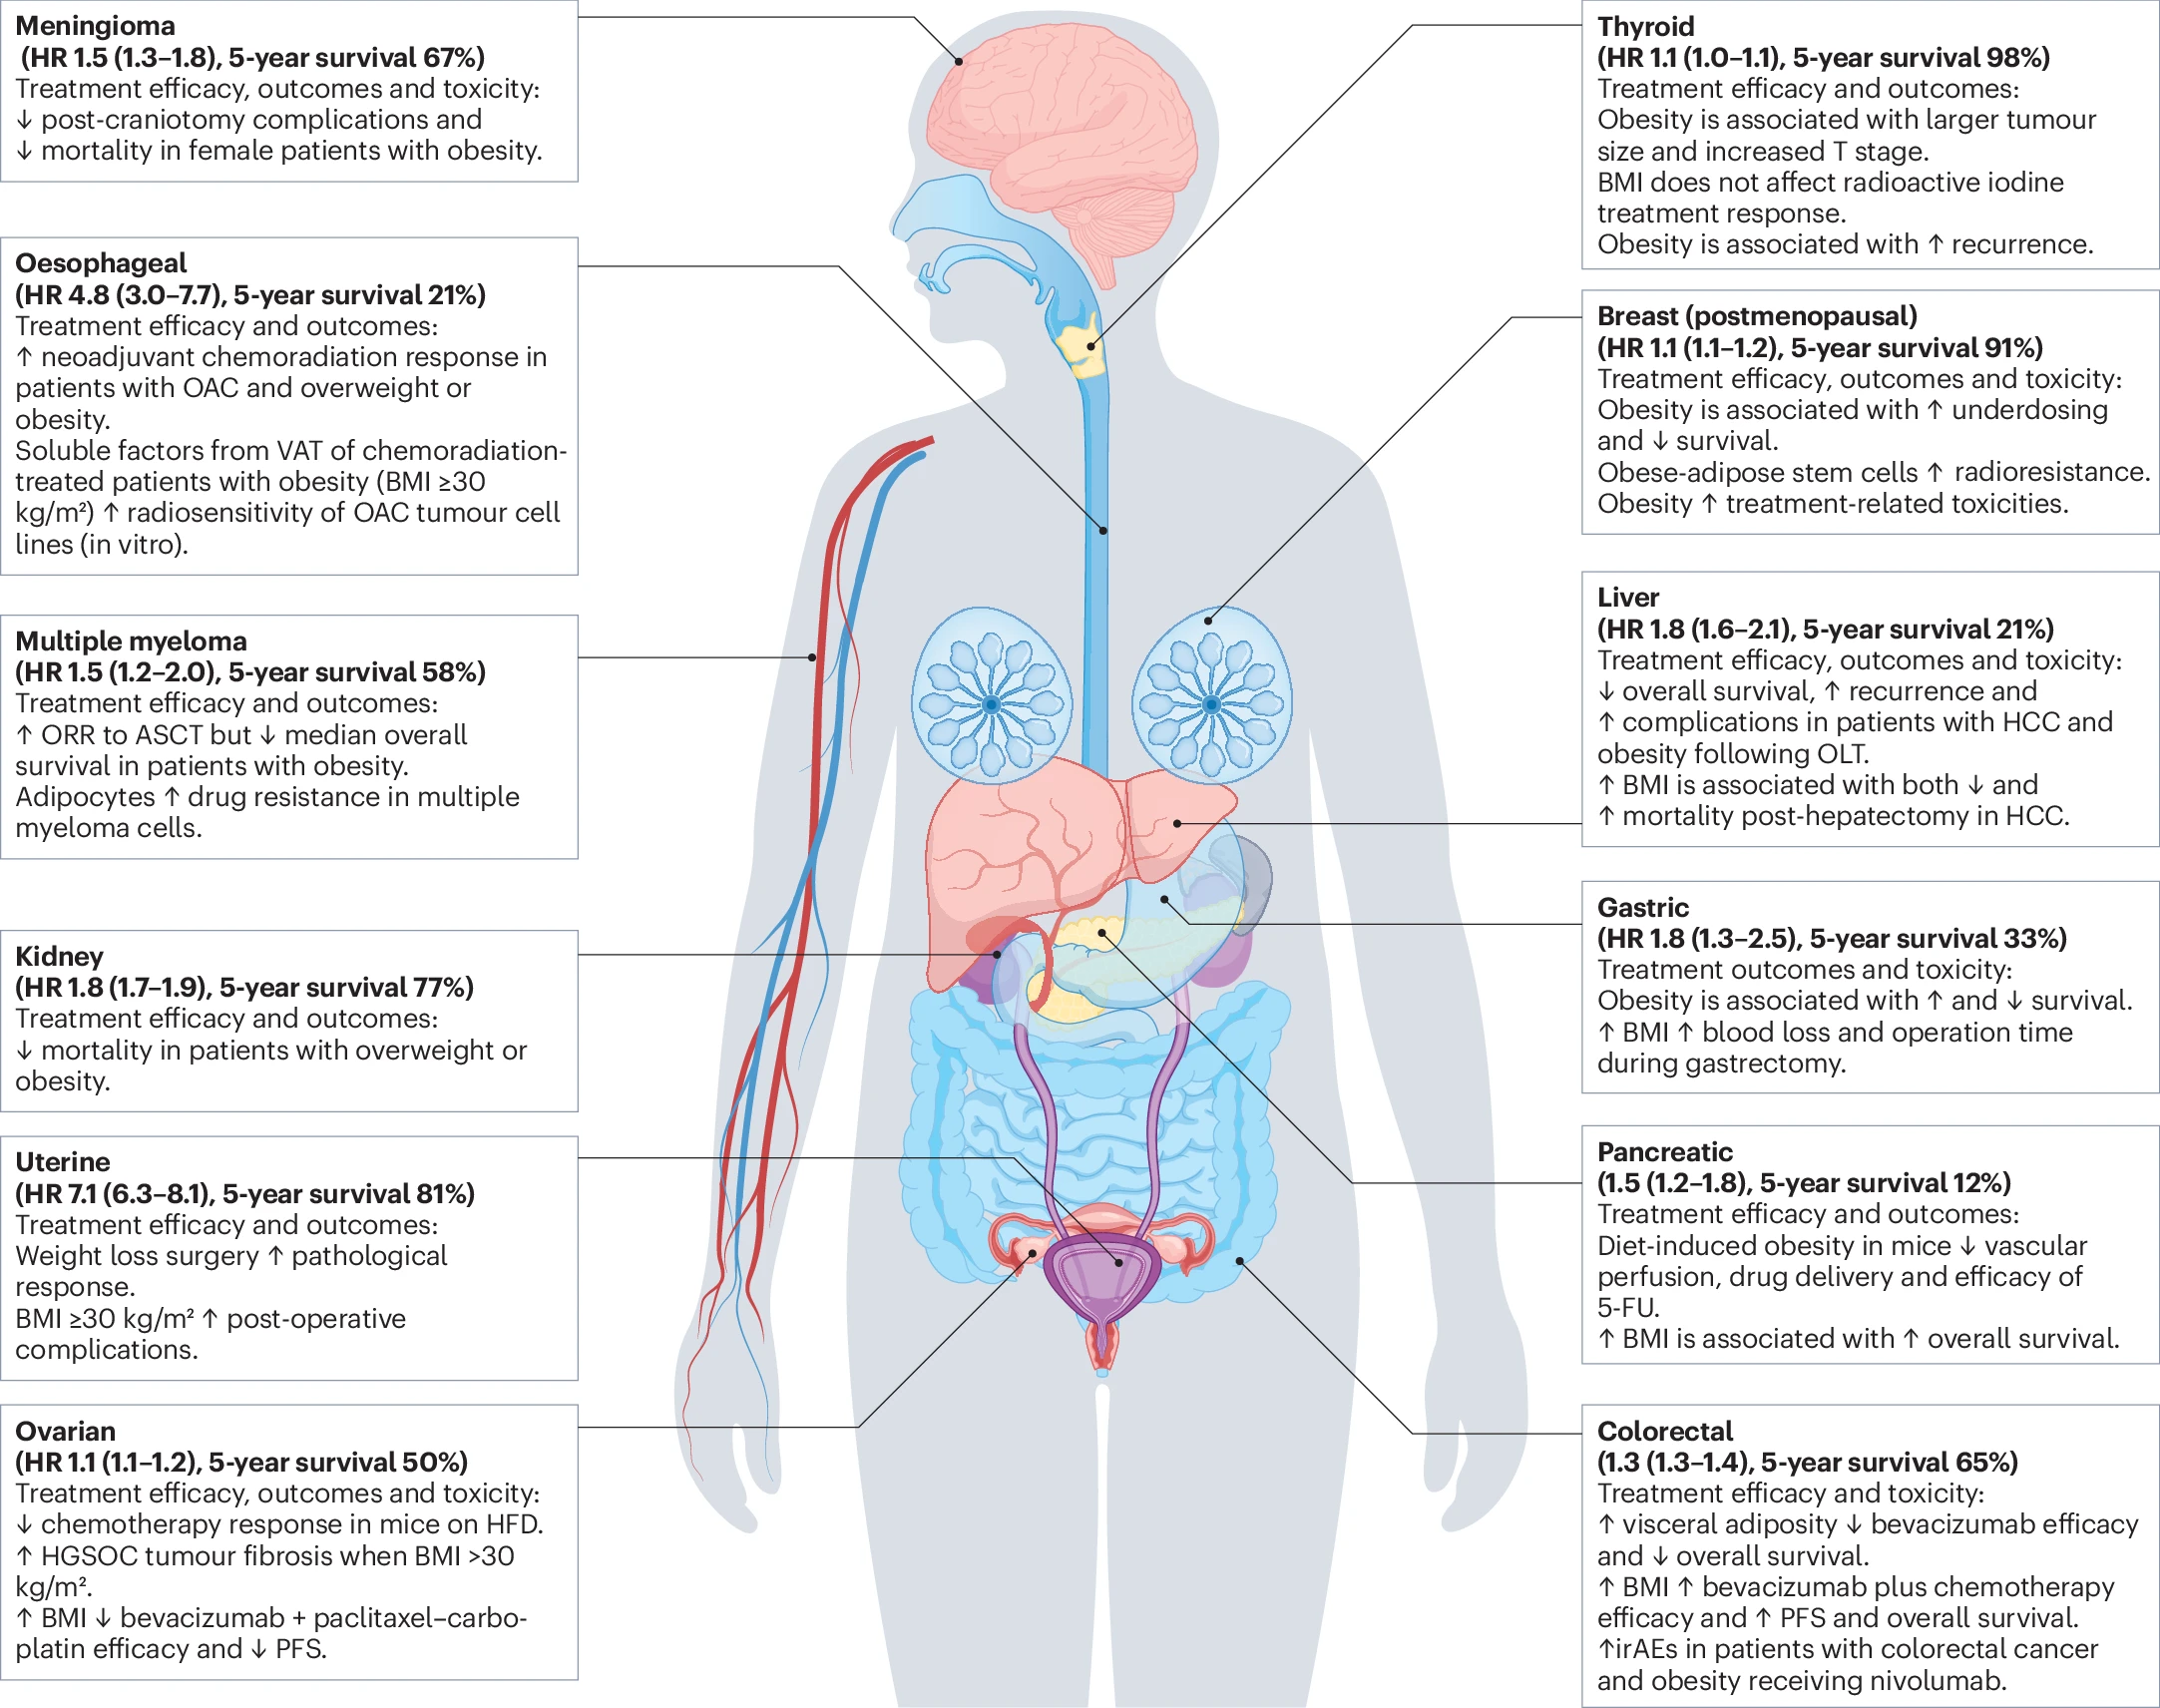 Meningioma
(HR 1.5 (1.3–1.8), 5-year survival 67%)
Treatment efficacy, outcomes and toxicity:
↓ post-craniotomy complications and
↓ mortality in female patients with obesity.
Oesophageal
(HR 4.8 (3.0–7.7), 5-year survival 21%)
Treatment efficacy and outcomes:
↑ neoadjuvant chemoradiation response in
patients with OAC and overweight or
obesity.
Soluble factors from VAT of chemoradiation-
treated patients with obesity (BMI ≥30
kg/m²) ↑ radiosensitivity of OAC tumour cell
lines (in vitro).
Multiple myeloma
(HR 1.5 (1.2–2.0), 5-year survival 58%)
Treatment efficacy and outcomes:
↑ ORR to ASCT but ↓ median overall
survival in patients with obesity.
Adipocytes ↑ drug resistance in multiple
myeloma cells.
Kidney
(HR 1.8 (1.7–1.9), 5-year survival 77%)
Treatment efficacy and outcomes:
↓ mortality in patients with overweight or
obesity.
Uterine
(HR 7.1 (6.3–8.1), 5-year survival 81%)
Treatment efficacy and outcomes:
Weight loss surgery ↑ pathological
response.
BMI ≥30 kg/m² ↑ post-operative
complications.
Ovarian
(HR 1.1 (1.1–1.2), 5-year survival 50%)
Treatment efficacy, outcomes and toxicity:
↓ chemotherapy response in mice on HFD.
↑ HGSOC tumour fibrosis when BMI >30
kg/m².
↑ BMI ↓ bevacizumab + paclitaxel–carbo-
platin efficacy and ↓ PFS.
Thyroid
(HR 1.1 (1.0–1.1), 5-year survival 98%)
Treatment efficacy and outcomes:
Obesity is associated with larger tumour
size and increased T stage.
BMI does not affect radioactive iodine
treatment response.
Obesity is associated with ↑ recurrence.
Breast (postmenopausal)
(HR 1.1 (1.1–1.2), 5-year survival 91%)
Treatment efficacy, outcomes and toxicity:
Obesity is associated with ↑ underdosing
and ↓ survival.
Obese-adipose stem cells ↑ radioresistance.
Obesity ↑ treatment-related toxicities.
Liver
(HR 1.8 (1.6–2.1), 5-year survival 21%)
Treatment efficacy, outcomes and toxicity:
↓ overall survival, ↑ recurrence and
↑ complications in patients with HCC and
obesity following OLT.
↑ BMI is associated with both ↓ and
↑ mortality post-hepatectomy in HCC.
Gastric
(HR 1.8 (1.3–2.5), 5-year survival 33%)
Treatment outcomes and toxicity:
Obesity is associated with ↑ and ↓ survival.
↑ BMI ↑ blood loss and operation time
during gastrectomy.
Pancreatic
(1.5 (1.2–1.8), 5-year survival 12%)
Treatment efficacy and outcomes:
Diet-induced obesity in mice ↓ vascular
perfusion, drug delivery and efficacy of
5-FU.
↑ BMI is associated with ↑ overall survival.
Colorectal
(1.3 (1.3–1.4), 5-year survival 65%)
Treatment efficacy and toxicity:
↑ visceral adiposity ↓ bevacizumab efficacy
and ↓ overall survival.
↑ BMI ↑ bevacizumab plus chemotherapy
efficacy and ↑ PFS and overall survival.
↑irAEs in patients with colorectal cancer
and obesity receiving nivolumab.